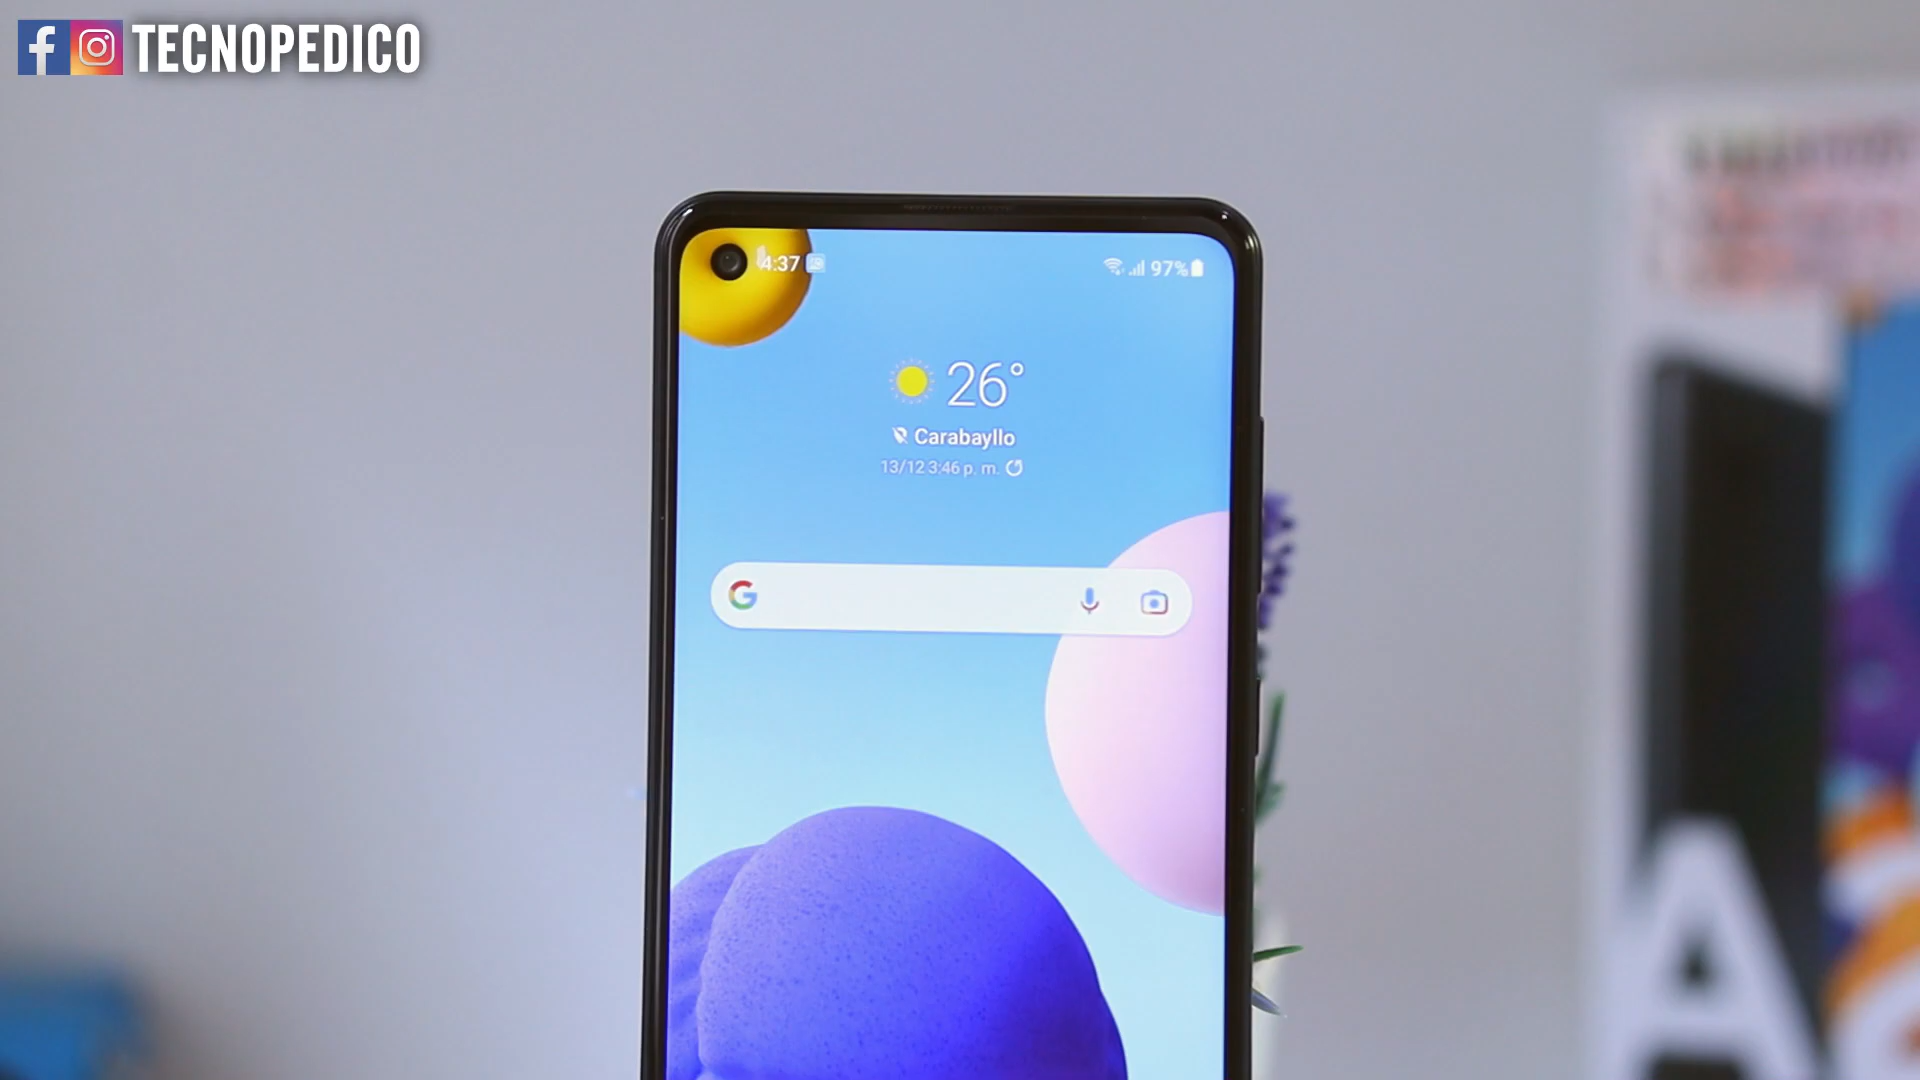 TECNOPEDICO
4:37
97%
26°
Carabayllo
13/12 3:46 p. m.
G
A